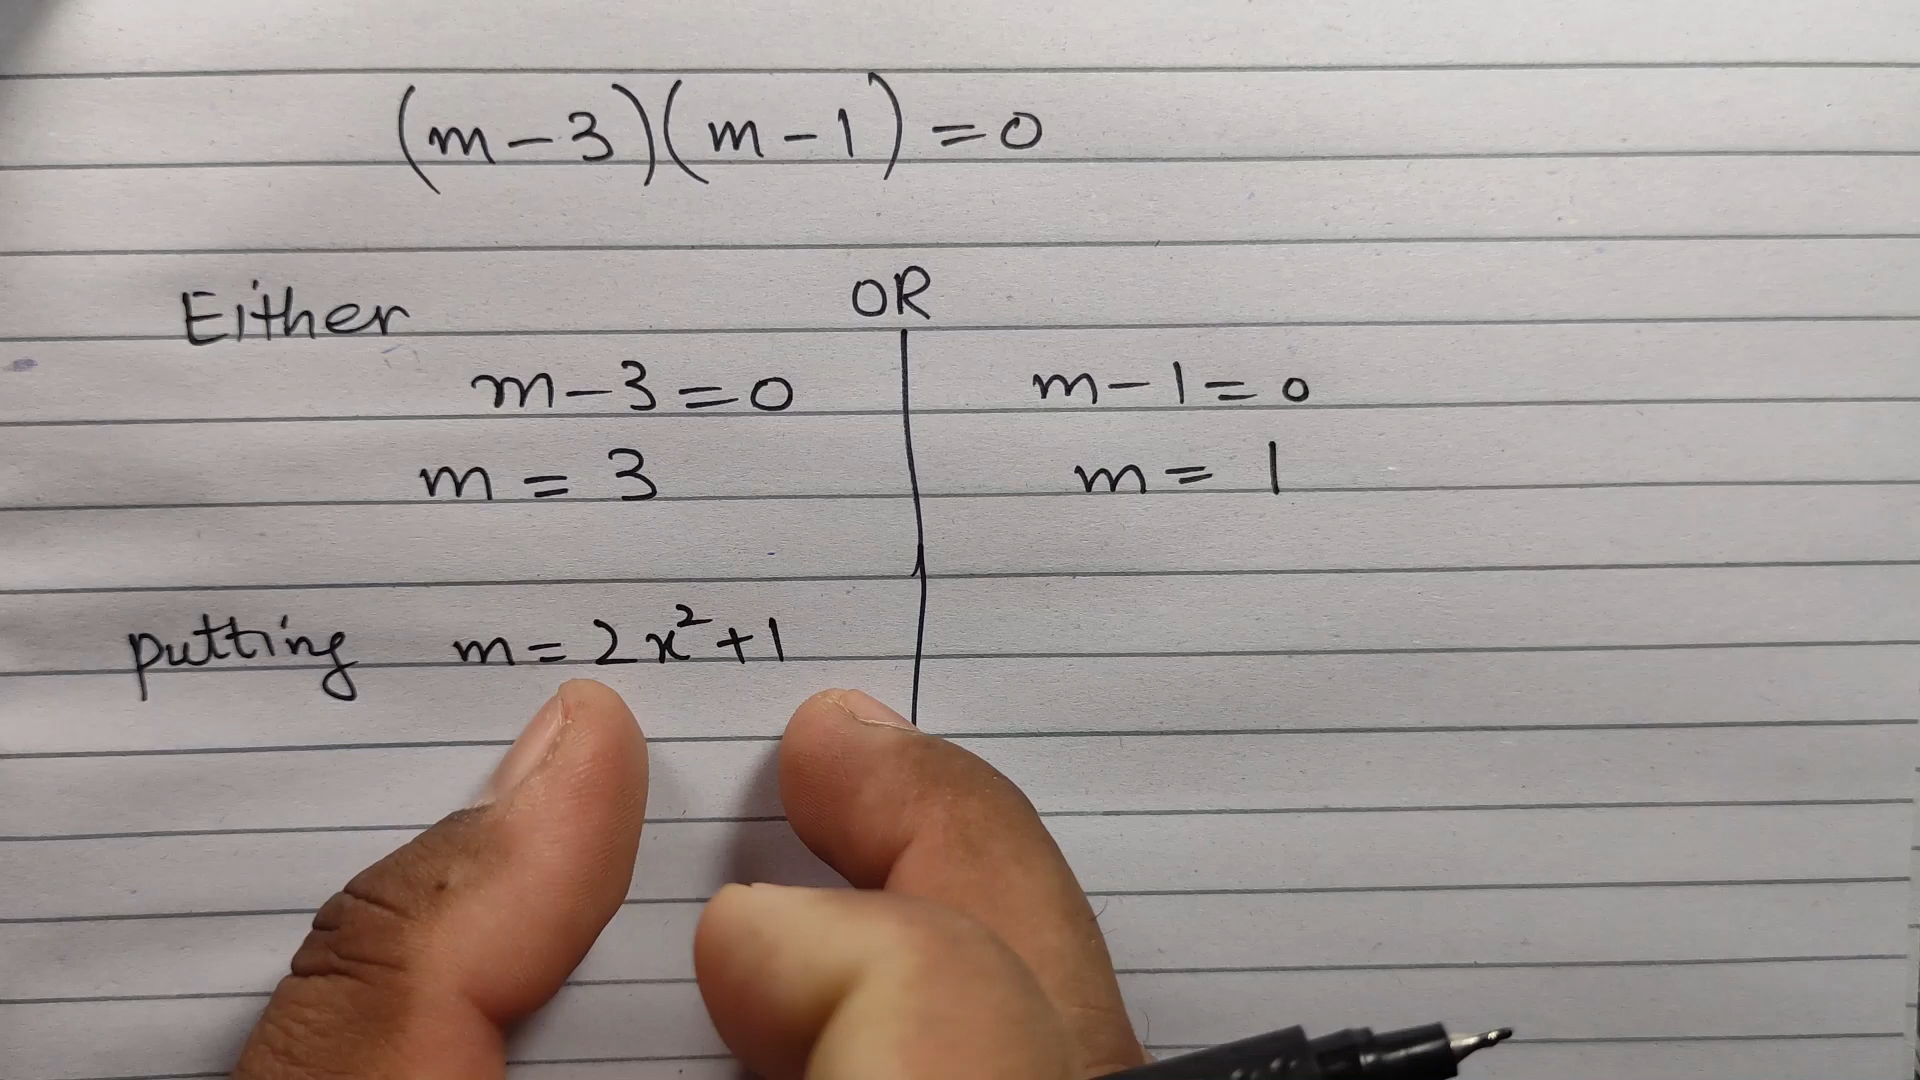 (m-3)(m-1)=0
Either OR
m-3=0
m = 3
putting m=2x²+1
m-1=0
m = 1